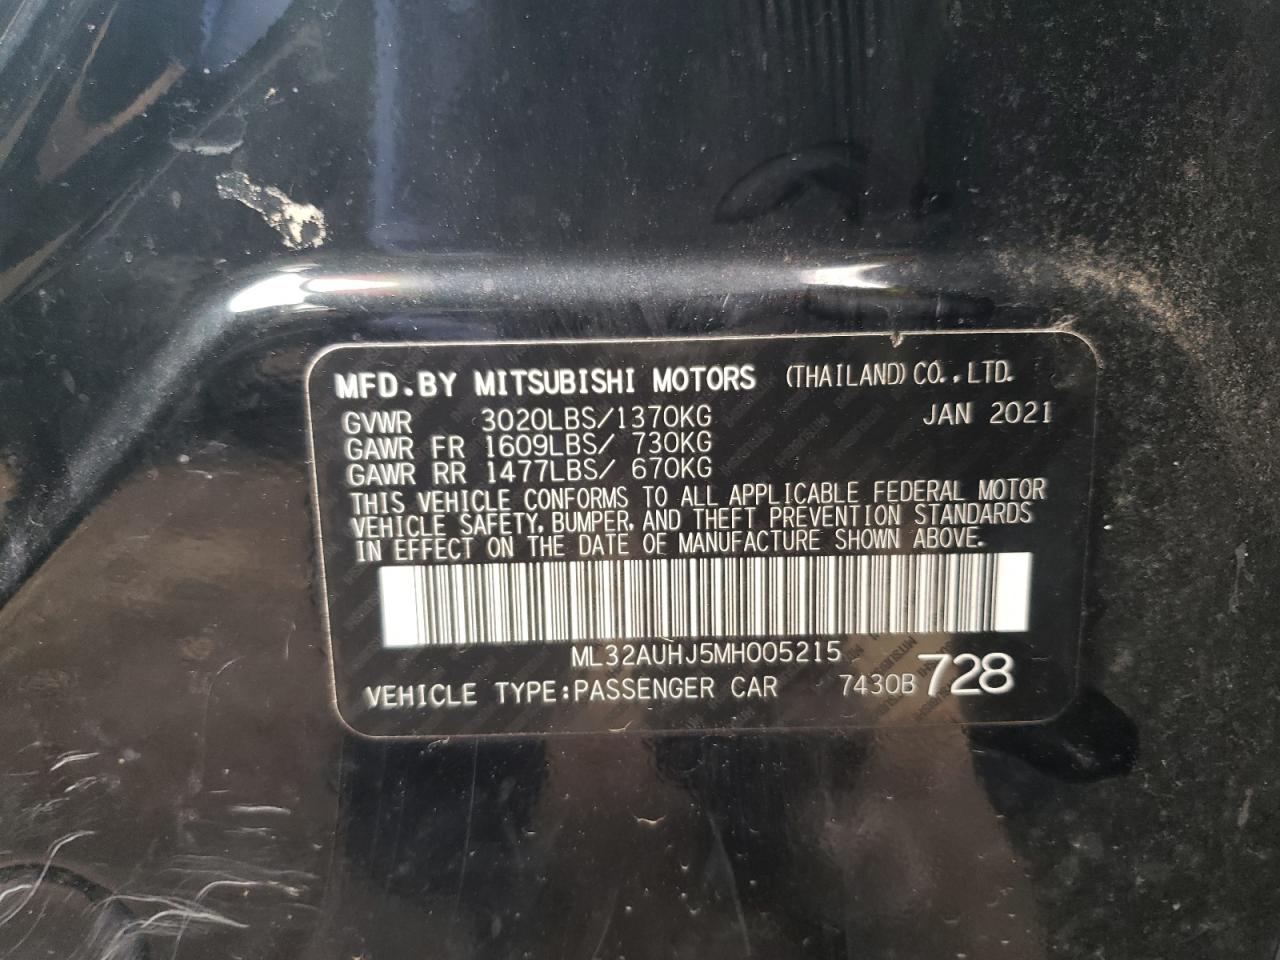 MFD.BY MITSUBISHI MOTORS (THAILAND) CO.,LTD.
GVWR 3020LBS/1370KG JAN 2021
GAWR FR 1609LBS/ 730KG
GAWR RR 1477LBS/ 670KG
THIS VEHICLE CONFORMS TO ALL APPLICABLE FEDERAL MOTOR
VEHICLE SAFETY, BUMPER, AND THEFT PREVENTION STANDARDS
IN EFFECT ON THE DATE OF MANUFACTURE SHOWN ABOVE.
ML32AUHJ5MH005215
VEHICLE TYPE:PASSENGER CAR 7430B 728